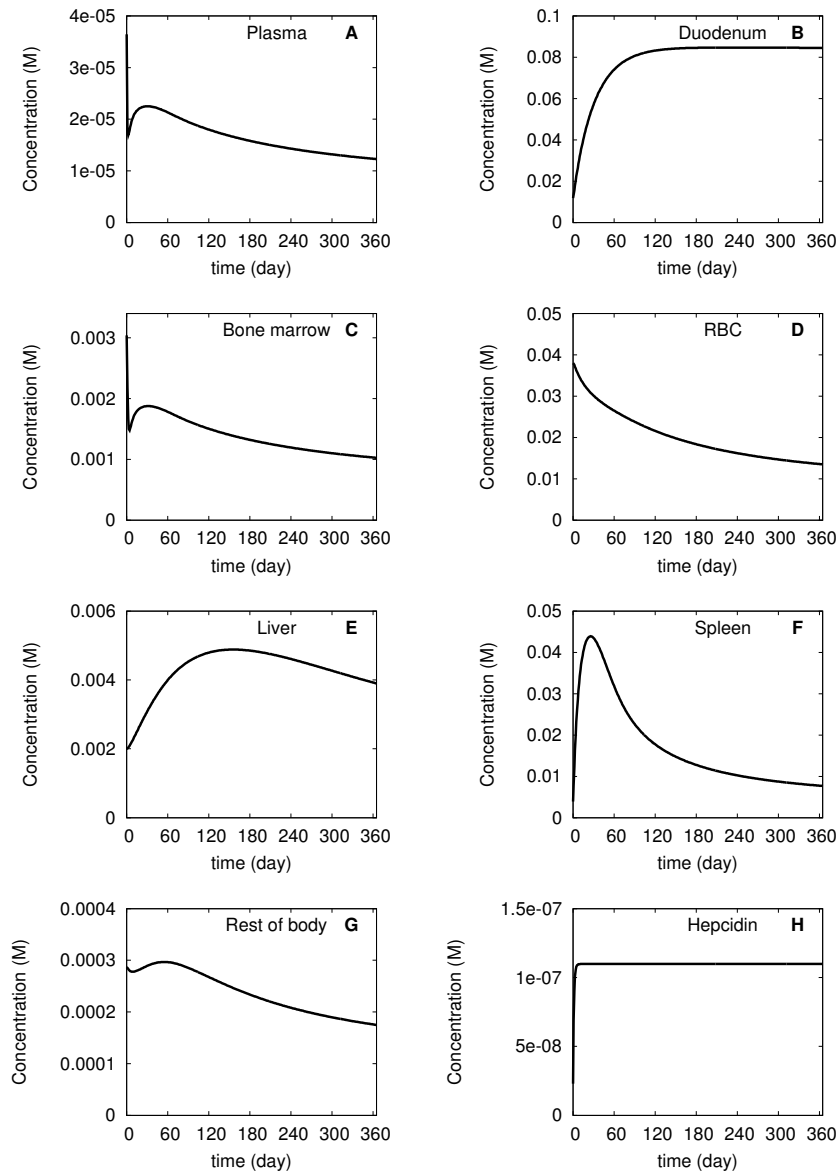 Plasma A
Concentration (M)
4e-05
3e-05
2e-05
1e-05
0
0 60 120 180 240 300 360
time (day)
Duodenum B
Concentration (M)
0.1
0.08
0.06
0.04
0.02
0
0 60 120 180 240 300 360
time (day)
Bone marrow C
Concentration (M)
0.003
0.002
0.001
0
0 60 120 180 240 300 360
time (day)
RBC D
Concentration (M)
0.05
0.04
0.03
0.02
0.01
0
0 60 120 180 240 300 360
time (day)
Liver E
Concentration (M)
0.006
0.004
0.002
0
0 60 120 180 240 300 360
time (day)
Spleen F
Concentration (M)
0.05
0.04
0.03
0.02
0.01
0
0 60 120 180 240 300 360
time (day)
Rest of body G
Concentration (M)
0.0004
0.0003
0.0002
0.0001
0
0 60 120 180 240 300 360
time (day)
Hepcidin H
Concentration (M)
1.5e-07
1e-07
5e-08
0
0 60 120 180 240 300 360
time (day)